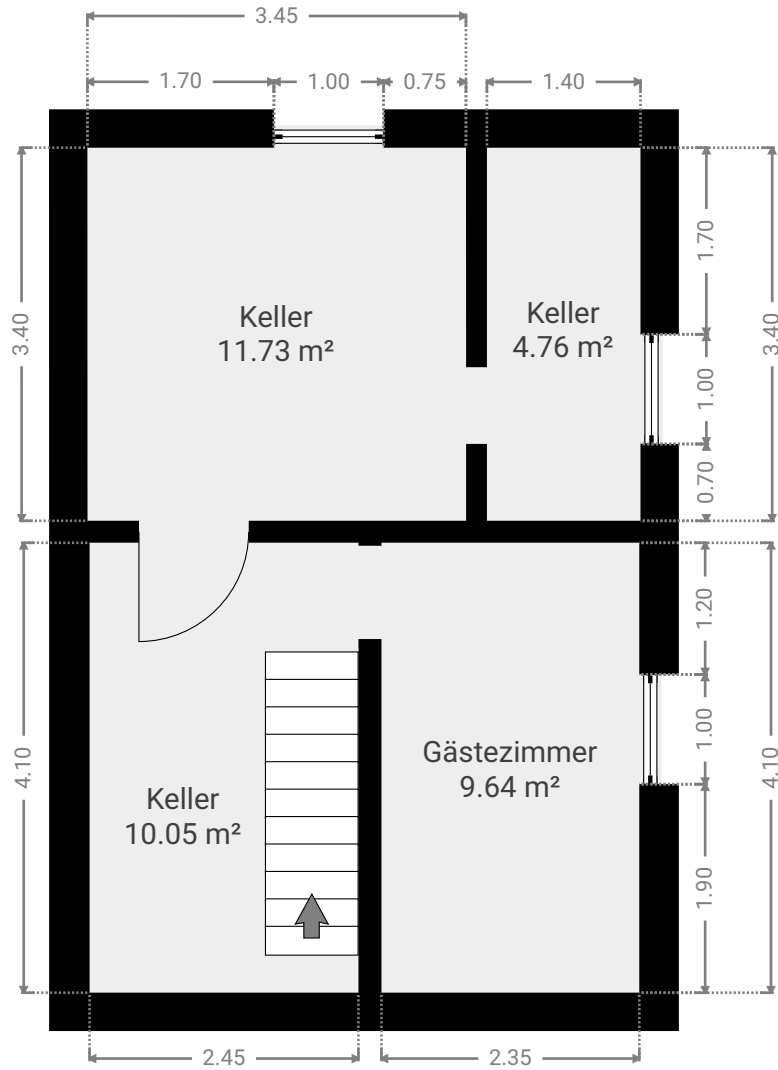 3.45
1.70
1.00
0.75
1.40
3.40
Keller
11.73 m²
Keller
4.76 m²
1.70
1.00
0.70
3.40
4.10
Keller
10.05 m²
Gästezimmer
9.64 m²
1.20
1.00
1.90
4.10
2.45
2.35